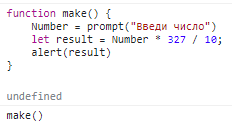 function make() {
    Number = prompt("Введи число")
    let result = Number * 327 / 10;
    alert(result)
}
undefined
make()